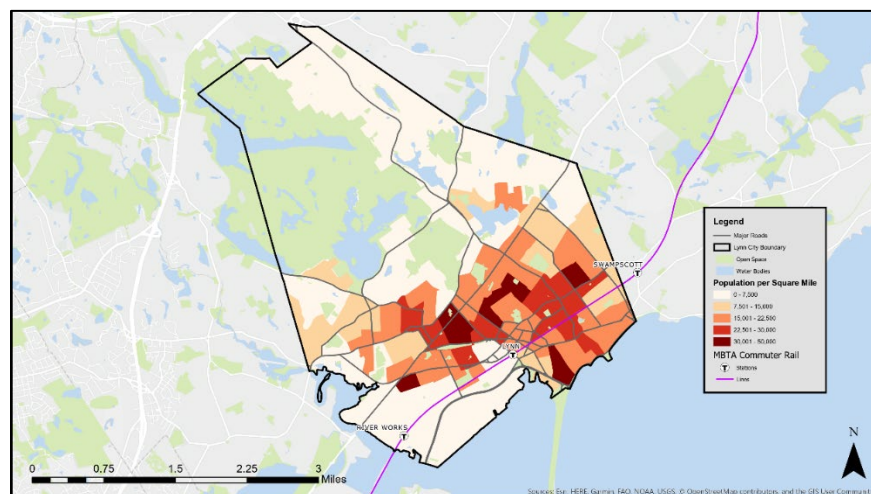 SWAMPSCOTT
LYNN
RIVER WORKS
Legend
Major Roads
Lynn City Boundary
Open Space
Water Bodies
Population per Square Mile
0 - 7,500
7,501 - 15,000
15,001 - 22,500
22,501 - 30,000
30,001 - 50,000
MBTA Commuter Rail
Stations
Lines
N
0 0.75 1.5 2.25 3
Miles
Sources: Esri, HERE, Garmin, FAO, NOAA, USGS, © OpenStreetMap contributors, and the GIS User Communit